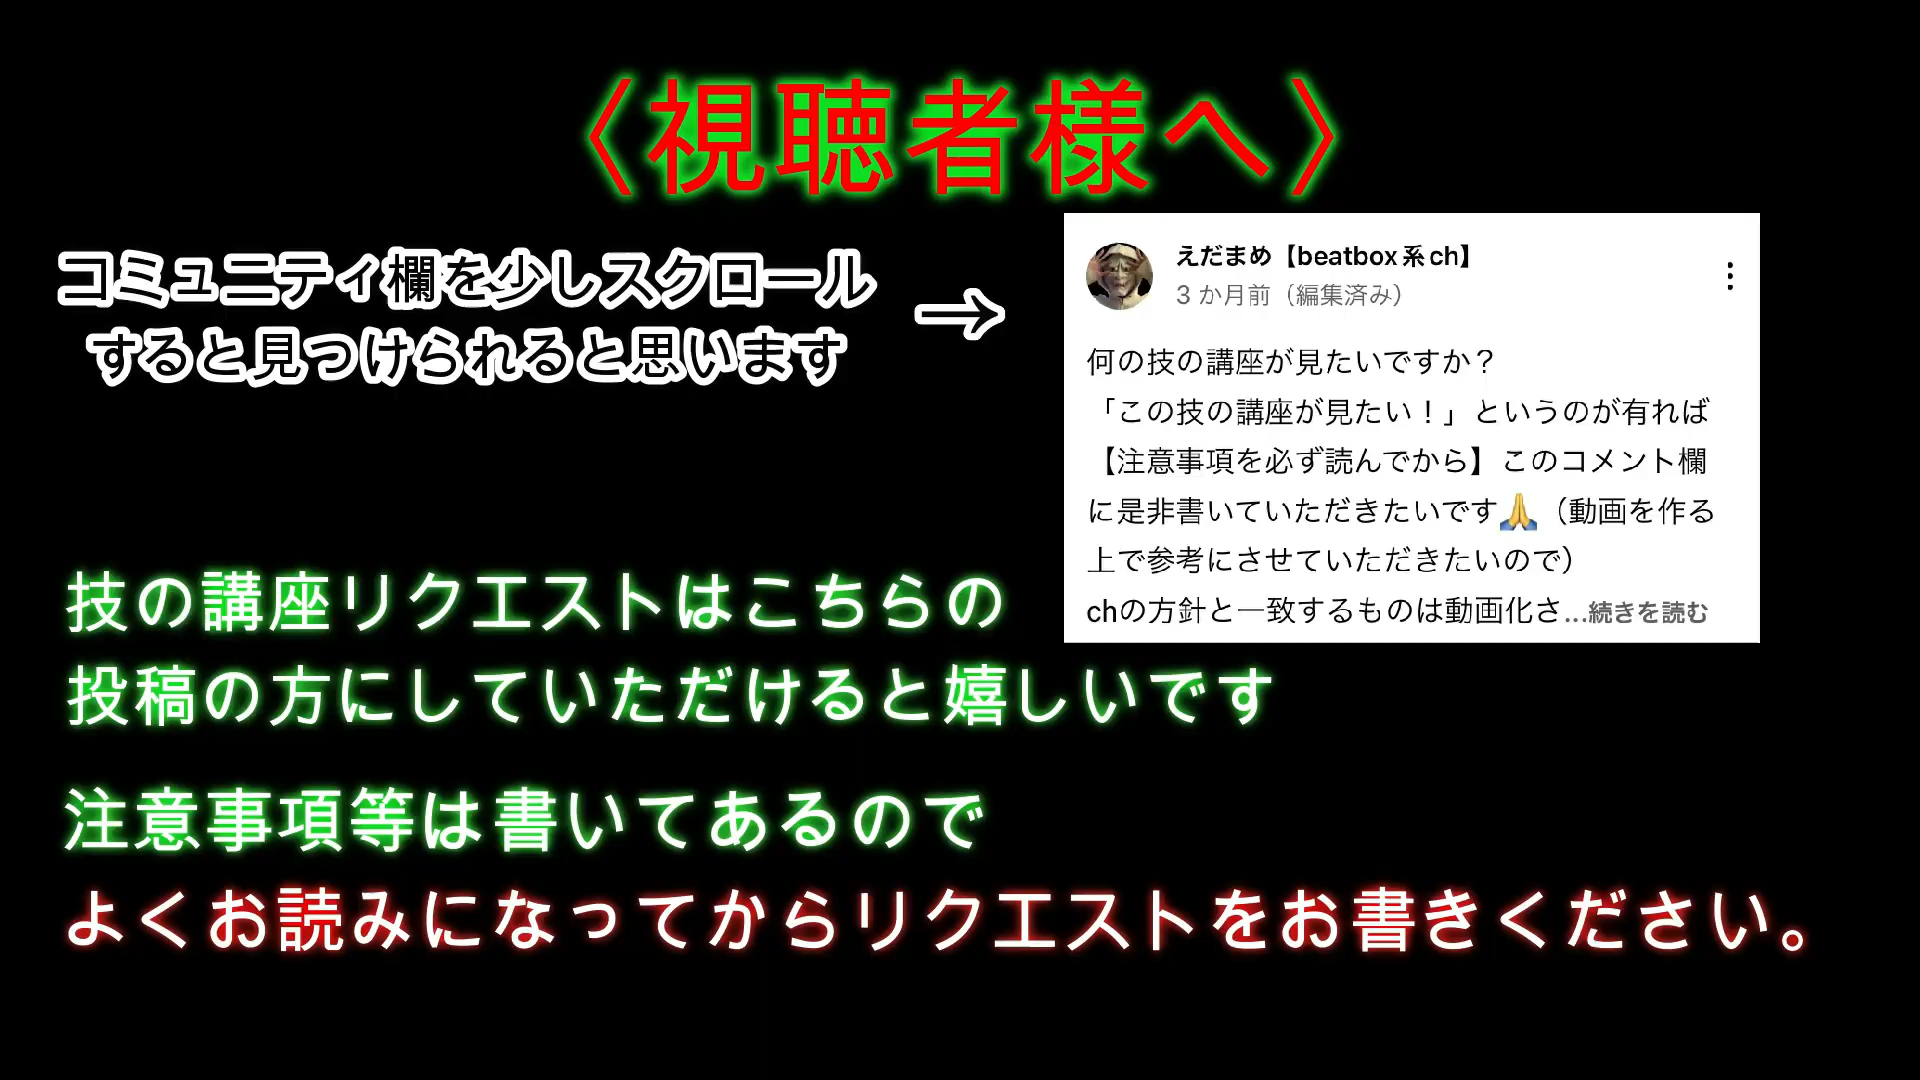 〈視聴者様へ〉
コミュニティ欄を少しスクロール
すると見つけられると思います
→
えだまめ【beatbox系ch】
3 か月前（編集済み）
何の技の講座が見たいですか？
「この技の講座が見たい！」というのが有れば
【注意事項を必ず読んでから】このコメント欄
に是非書いていただきたいです🙏（動画を作る
上で参考にさせていただきたいので）
chの方針と一致するものは動画化さ...続きを読む
技の講座リクエストはこちらの
投稿の方にしていただけると嬉しいです
注意事項等は書いてあるので
よくお読みになってからリクエストをお書きください。